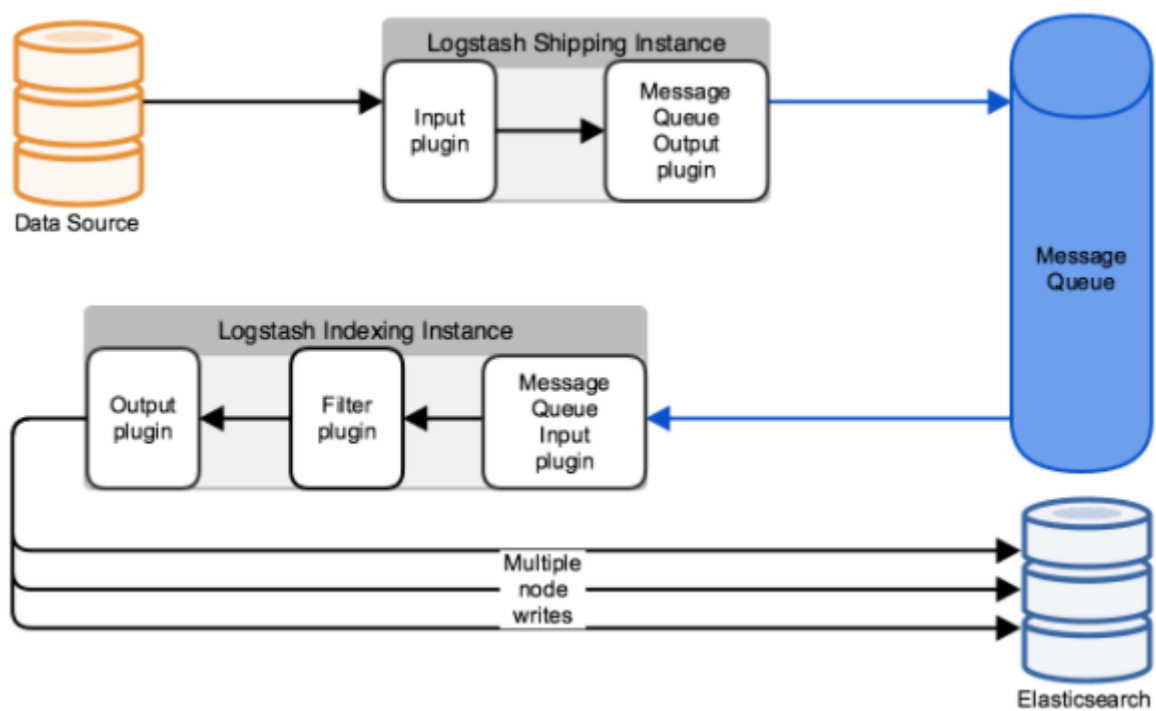 Logstash Shipping Instance
Input
plugin
Message
Queue
Output
plugin
Data Source
Message
Queue
Logstash Indexing Instance
Output
plugin
Filter
plugin
Message
Queue
Input
plugin
Multiple
node
writes
Elasticsearch